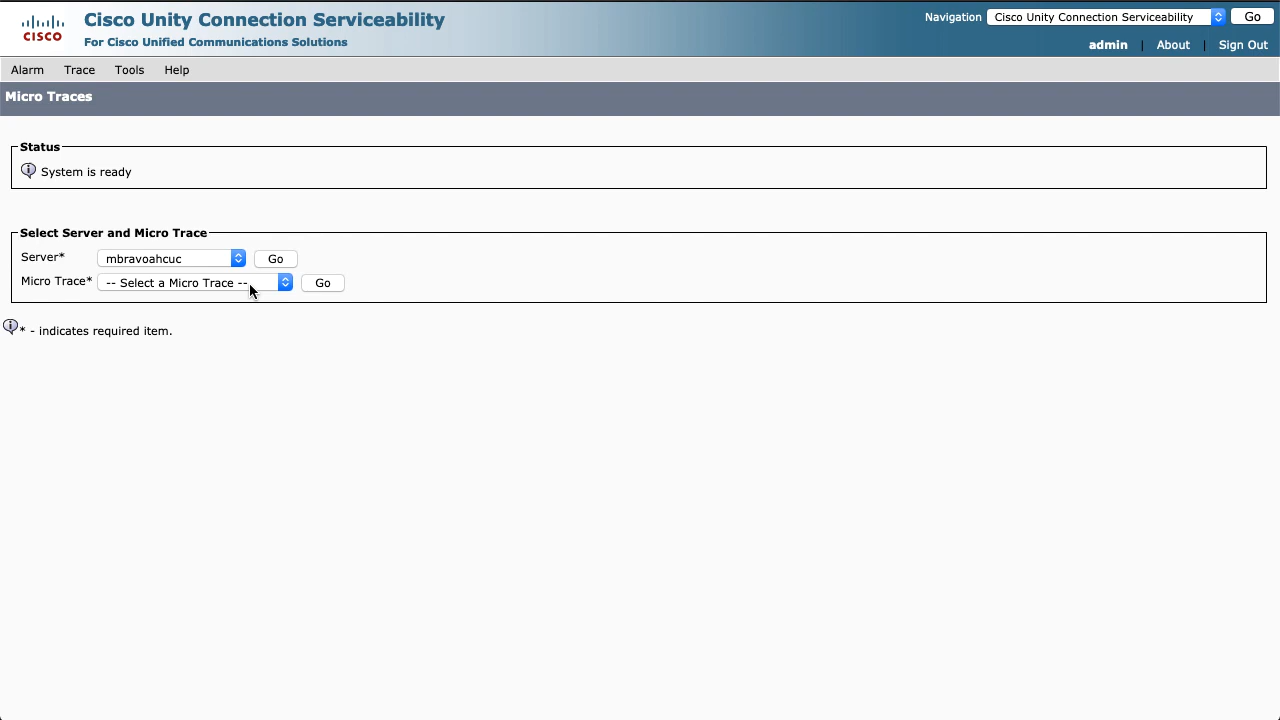 Cisco Unity Connection Serviceability
For Cisco Unified Communications Solutions
CISCO
Navigation Cisco Unity Connection Serviceability Go
admin | About | Sign Out
Alarm Trace Tools Help
Micro Traces
Status
System is ready
Select Server and Micro Trace
Server* mbravoahcuc Go
Micro Trace* -- Select a Micro Trace -- Go
* - indicates required item.